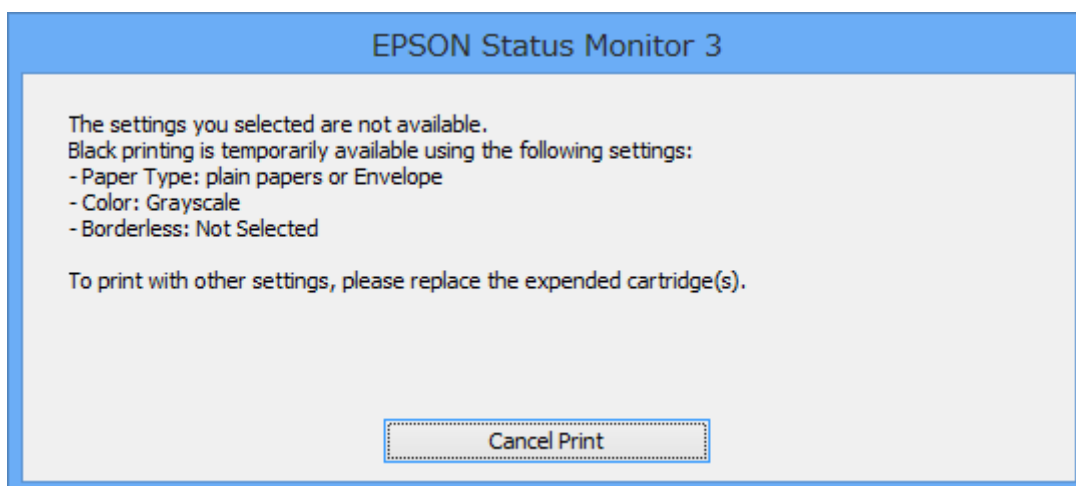 EPSON Status Monitor 3
The settings you selected are not available.
Black printing is temporarily available using the following settings:
- Paper Type: plain papers or Envelope
- Color: Grayscale
- Borderless: Not Selected
To print with other settings, please replace the expended cartridge(s).
Cancel Print